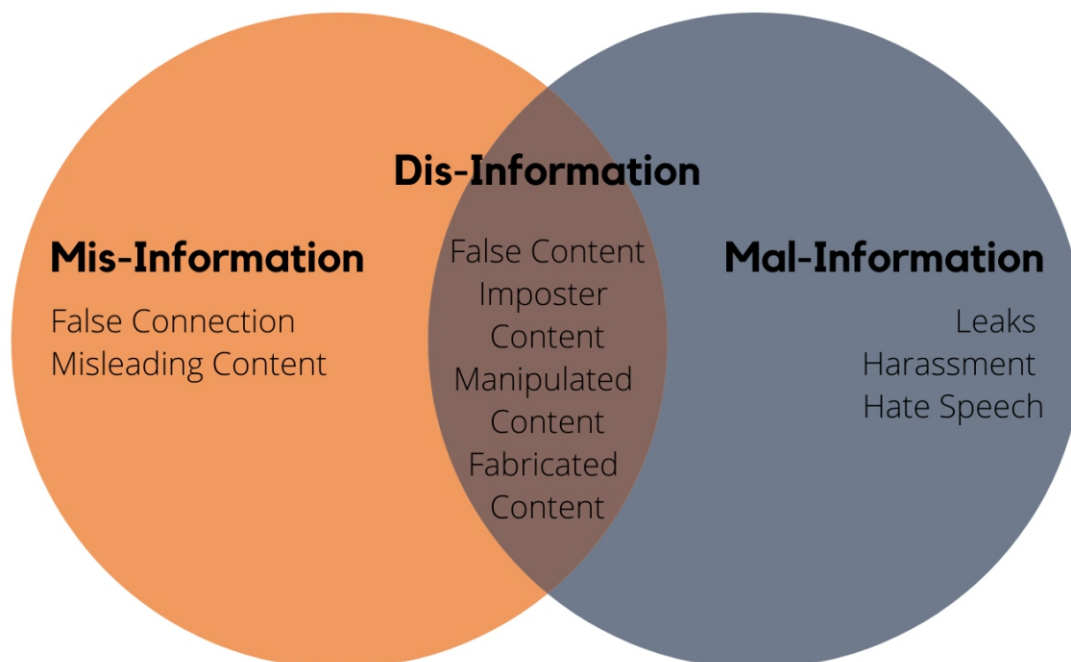 Dis-Information
False Content
Imposter
Content
Manipulated
Content
Fabricated
Content
Mis-Information
False Connection
Misleading Content
Mal-Information
Leaks
Harassment
Hate Speech